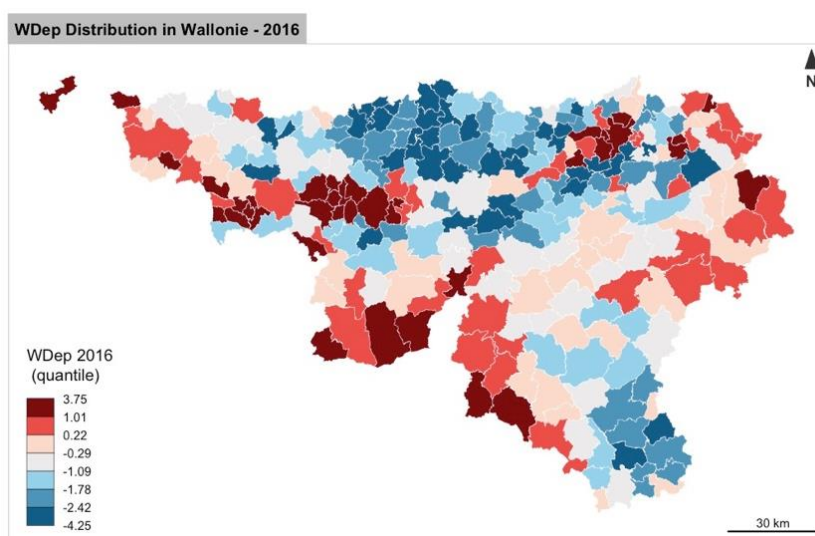 WDep Distribution in Wallonie - 2016
N
WDep 2016
(quantile)
3.75
1.01
0.22
-0.29
-1.09
-1.78
-2.42
-4.25
30 km